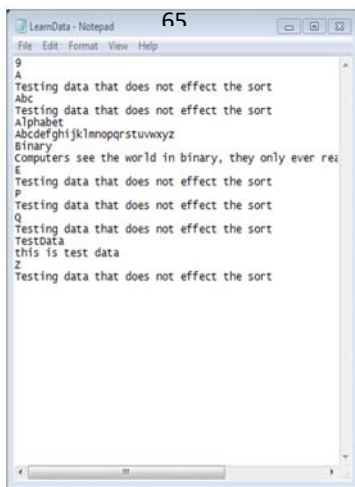 65
LearnData - Notepad
File Edit Format View Help
9
A
Testing data that does not effect the sort
Abc
Testing data that does not effect the sort
Alphabet
Abcdefghijklmnopqrstuvwxyz
Binary
Computers see the world in binary, they only ever rea
E
Testing data that does not effect the sort
P
Testing data that does not effect the sort
Q
Testing data that does not effect the sort
TestData
this is test data
Z
Testing data that does not effect the sort